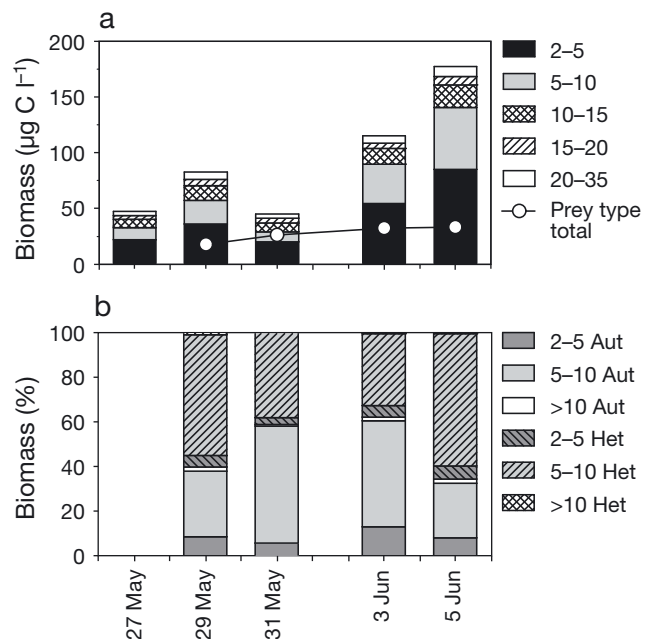 a
200
150
100
50
0
Biomass (µg C l⁻¹)
2–5
5–10
10–15
15–20
20–35
Prey type
total
b
100
80
60
40
20
0
Biomass (%)
2–5 Aut
5–10 Aut
>10 Aut
2–5 Het
5–10 Het
>10 Het
27 May
29 May
31 May
3 Jun
5 Jun